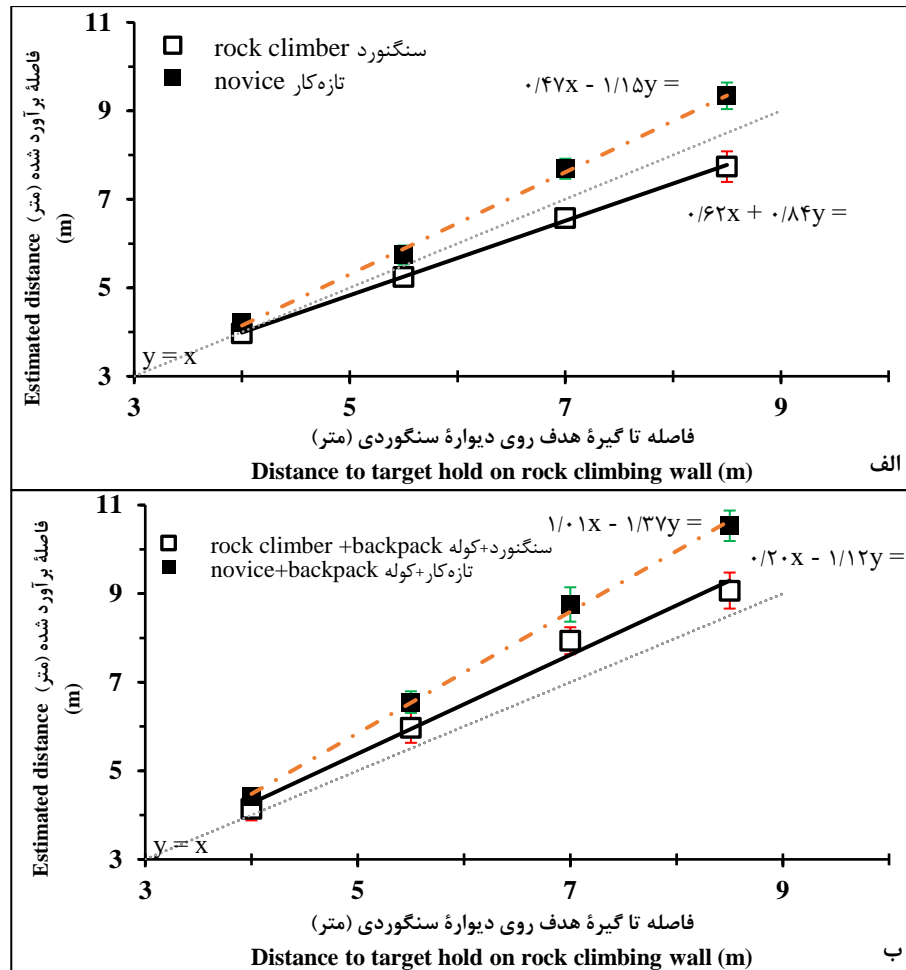 11
9
7
5
3
فاصلهٔ برآورد شده (متر)
Estimated distance (m)
rock climber سنگنورد
novice تازه‌کار
۰/۴۷x - ۱/۱۵y =
۰/۶۲x + ۰/۸۴y =
y = x
3 5 7 9
فاصله تا گیرهٔ هدف روی دیوارهٔ سنگوردی (متر)
Distance to target hold on rock climbing wall (m)
الف
11
9
7
5
3
فاصلهٔ برآورد شده (متر)
Estimated distance (m)
rock climber +backpack سنگنورد+کوله
novice+backpack تازه‌کار+کوله
۱/۰۱x - ۱/۳۷y =
۰/۲۰x - ۱/۱۲y =
y = x
3 5 7 9
فاصله تا گیرهٔ هدف روی دیوارهٔ سنگوردی (متر)
Distance to target hold on rock climbing wall (m)
ب